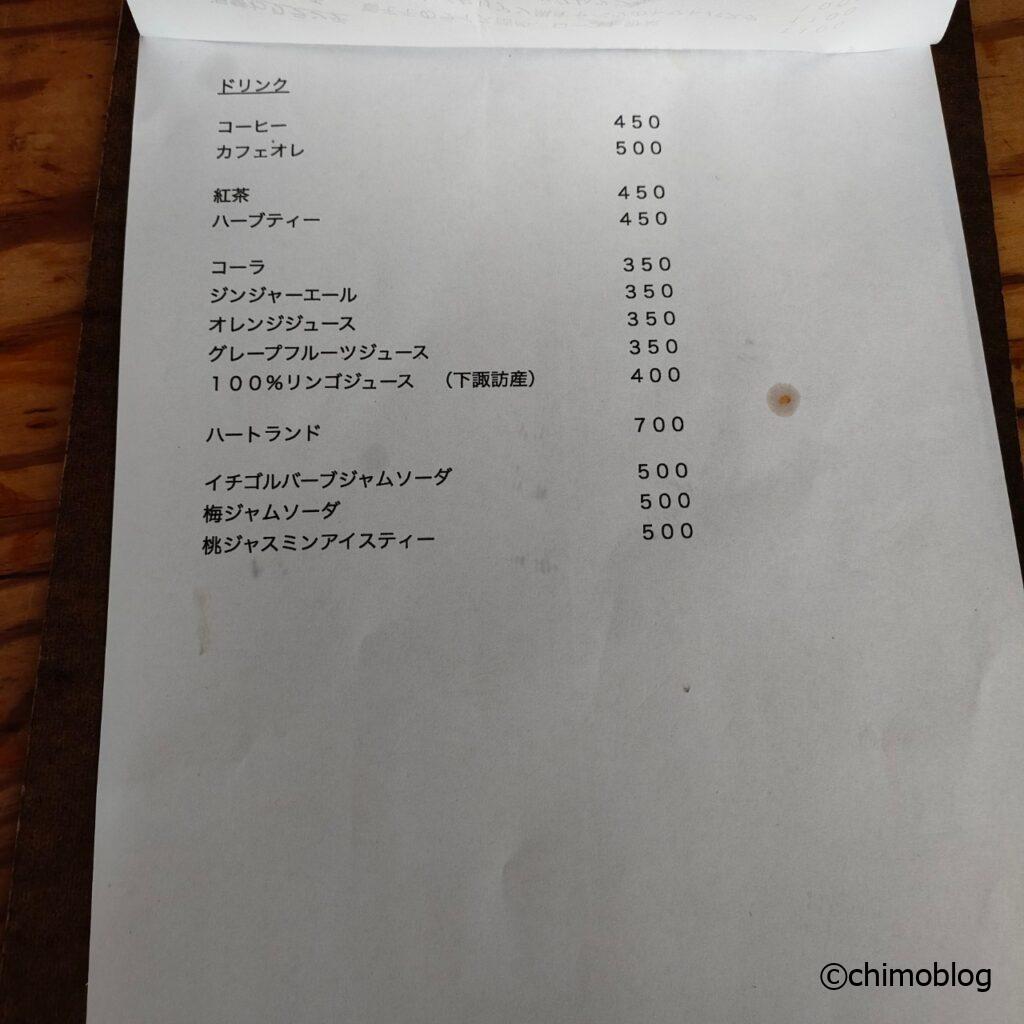 ドリンク
コーヒー ４５０
カフェオレ ５００
紅茶 ４５０
ハーブティー ４５０
コーラ ３５０
ジンジャーエール ３５０
オレンジジュース ３５０
グレープフルーツジュース ３５０
１００％リンゴジュース （下諏訪産） ４００
ハートランド ７００
イチゴルバーブジャムソーダ ５００
梅ジャムソーダ ５００
桃ジャスミンアイスティー ５００
©chimoblog